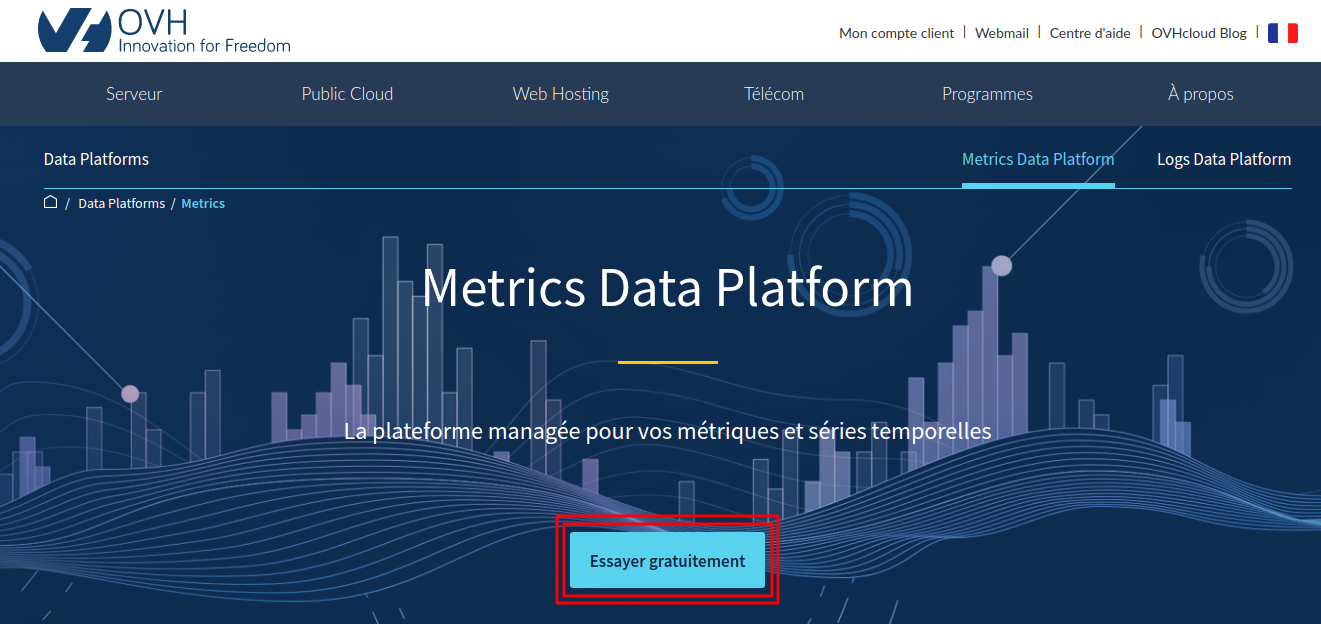 OVH
Innovation for Freedom
Mon compte client | Webmail | Centre d'aide | OVHcloud Blog |
Serveur Public Cloud Web Hosting Télécom Programmes À propos
Data Platforms Metrics Data Platform Logs Data Platform
/ Data Platforms / Metrics
Metrics Data Platform
La plateforme managée pour vos métriques et séries temporelles
Essayer gratuitement